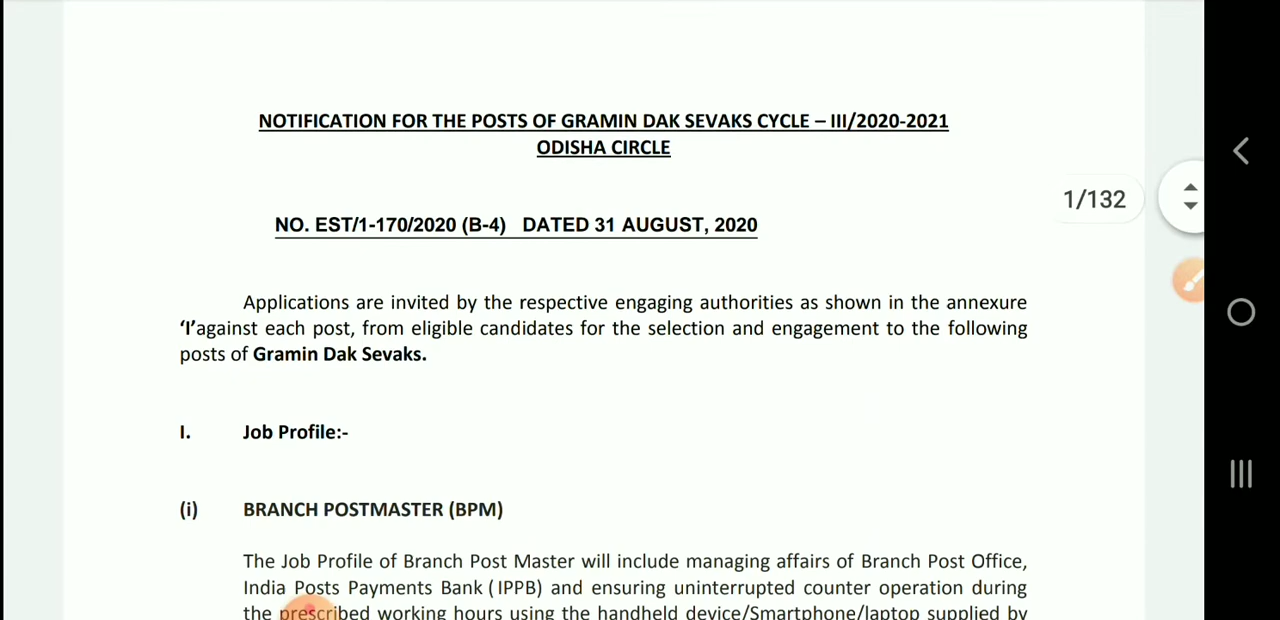 NOTIFICATION FOR THE POSTS OF GRAMIN DAK SEVAKS CYCLE – III/2020-2021
ODISHA CIRCLE
1/132
NO. EST/1-170/2020 (B-4) DATED 31 AUGUST, 2020
Applications are invited by the respective engaging authorities as shown in the annexure
‘I’against each post, from eligible candidates for the selection and engagement to the following
posts of Gramin Dak Sevaks.
I. Job Profile:-
(i) BRANCH POSTMASTER (BPM)
The Job Profile of Branch Post Master will include managing affairs of Branch Post Office,
India Posts Payments Bank ( IPPB) and ensuring uninterrupted counter operation during
the prescribed working hours using the handheld device/Smartphone/laptop supplied by